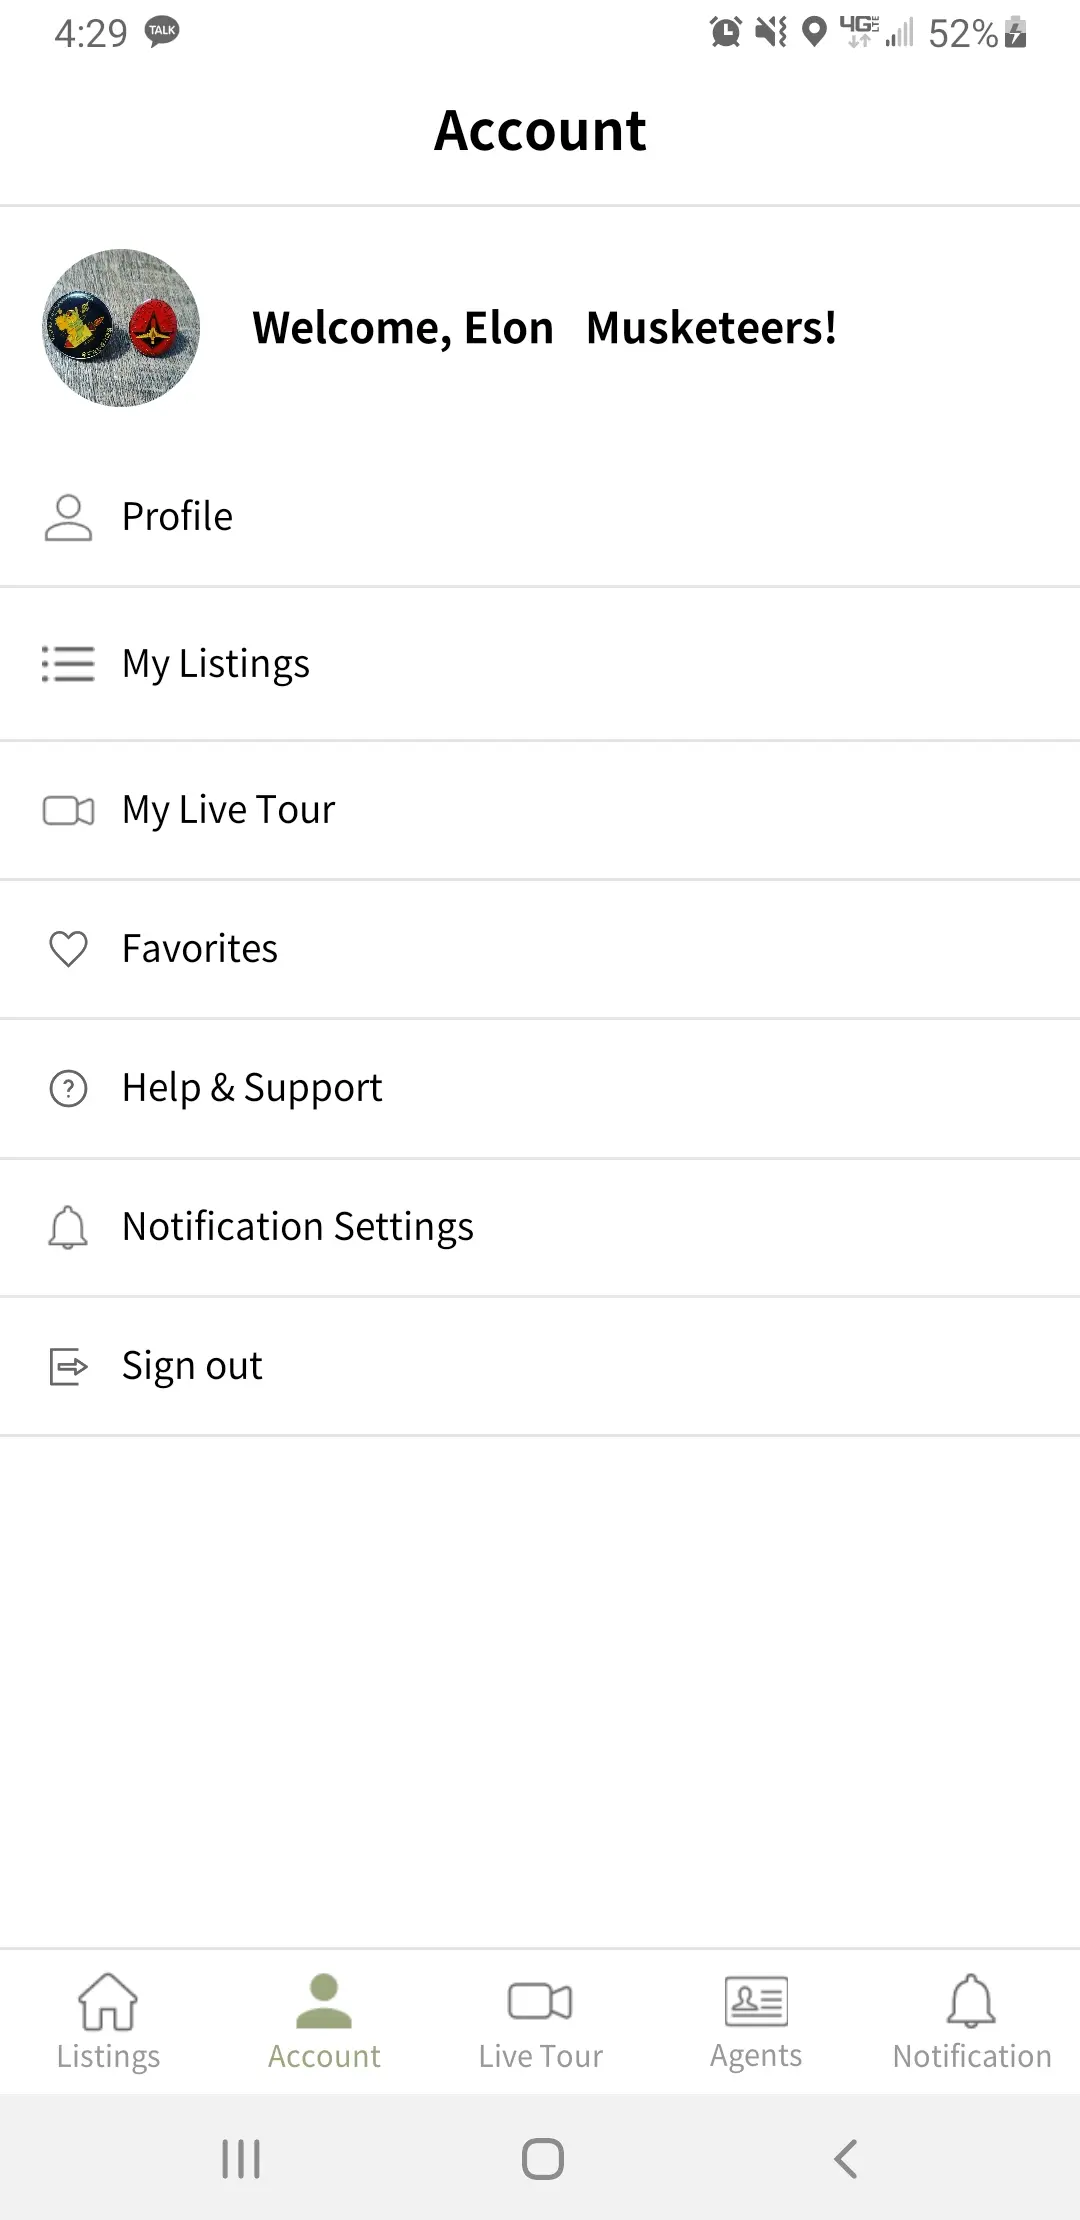 4:29 TALK 4G LTE 52%
Account
Welcome, Elon Musketeers!
Profile
My Listings
My Live Tour
Favorites
? Help & Support
Notification Settings
Sign out
Listings Account Live Tour Agents Notification